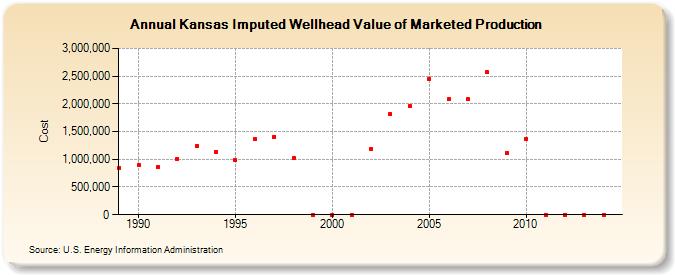 Annual Kansas Imputed Wellhead Value of Marketed Production
3,000,000
2,500,000
2,000,000
1,500,000
1,000,000
500,000
0
Cost
1990 1995 2000 2005 2010
Source: U.S. Energy Information Administration